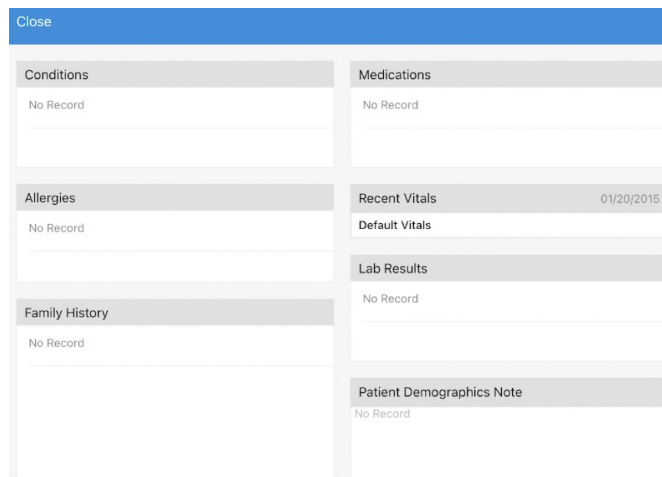 Close
Conditions
No Record
Allergies
No Record
Family History
No Record
Medications
No Record
Recent Vitals 01/20/2015
Default Vitals
Lab Results
No Record
Patient Demographics Note
No Record